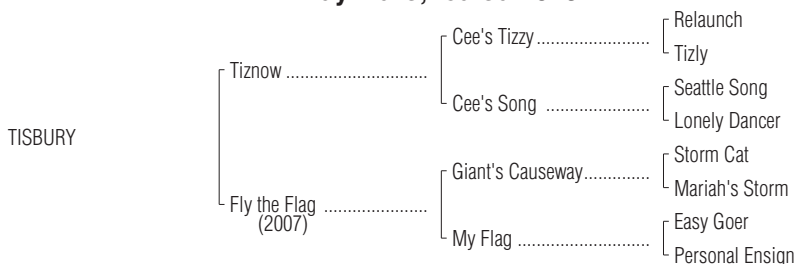 Relaunch
Cee's Tizzy
Tizly
Tiznow
Seattle Song
Cee's Song
Lonely Dancer
TISBURY
Storm Cat
Giant's Causeway
Mariah's Storm
Fly the Flag
(2007)
Easy Goer
My Flag
Personal Ensign